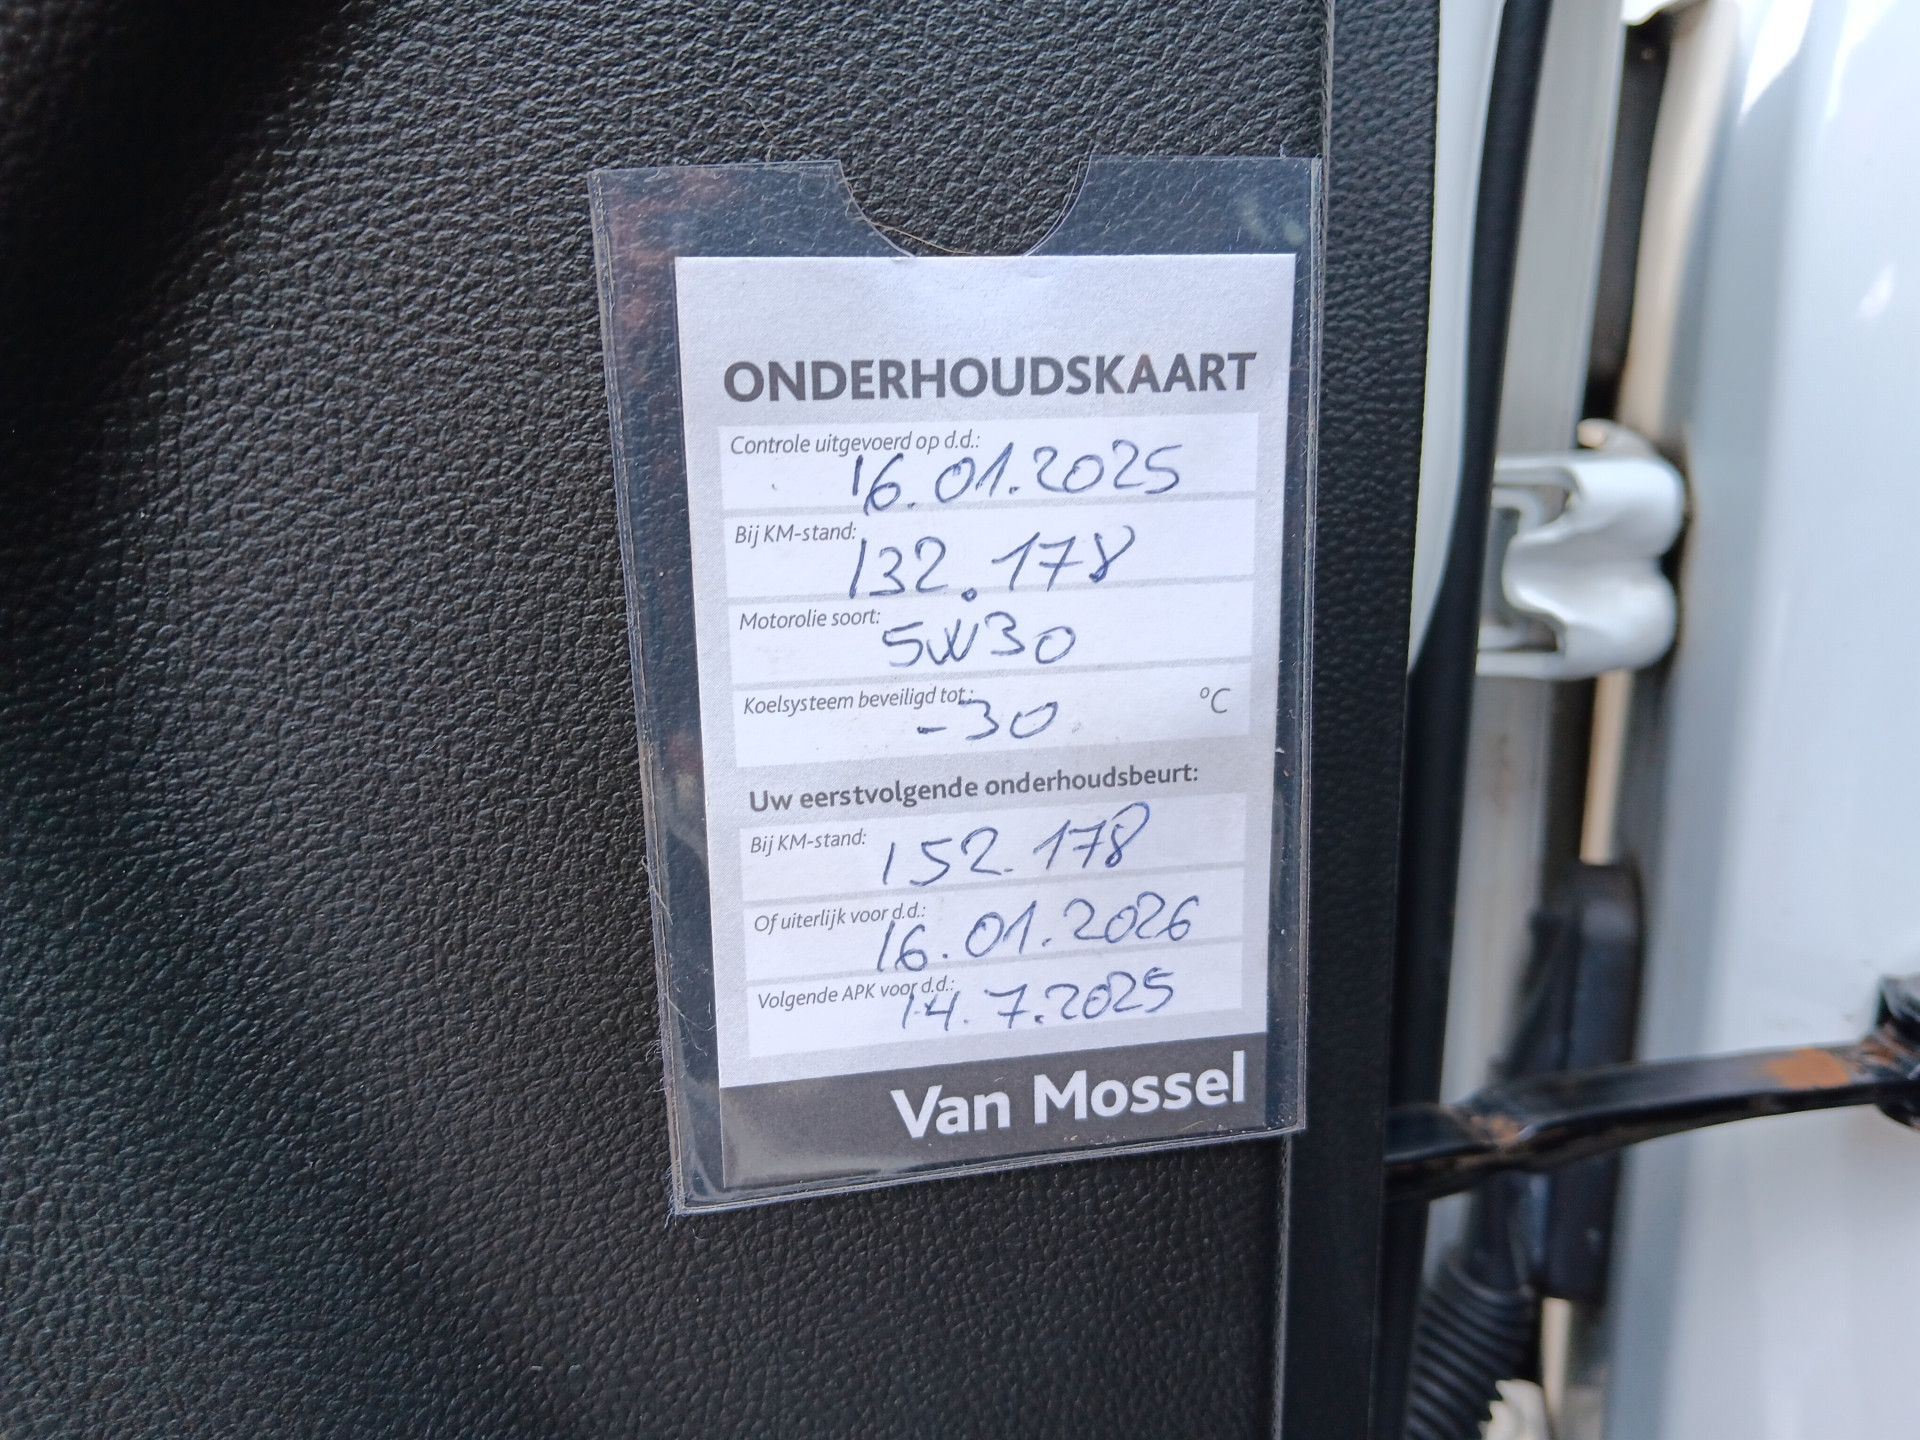 ONDERHOUDSKAART
Controle uitgevoerd op d.d.:
16.01.2025
Bij KM-stand:
132.178
Motorolie soort:
5W30
Koelsysteem beveiligd tot:
-30 °C
Uw eerstvolgende onderhoudsbeurt:
Bij KM-stand:
152.178
Of uiterlijk voor d.d.:
16.01.2026
Volgende APK voor d.d.:
14.7.2025
Van Mossel